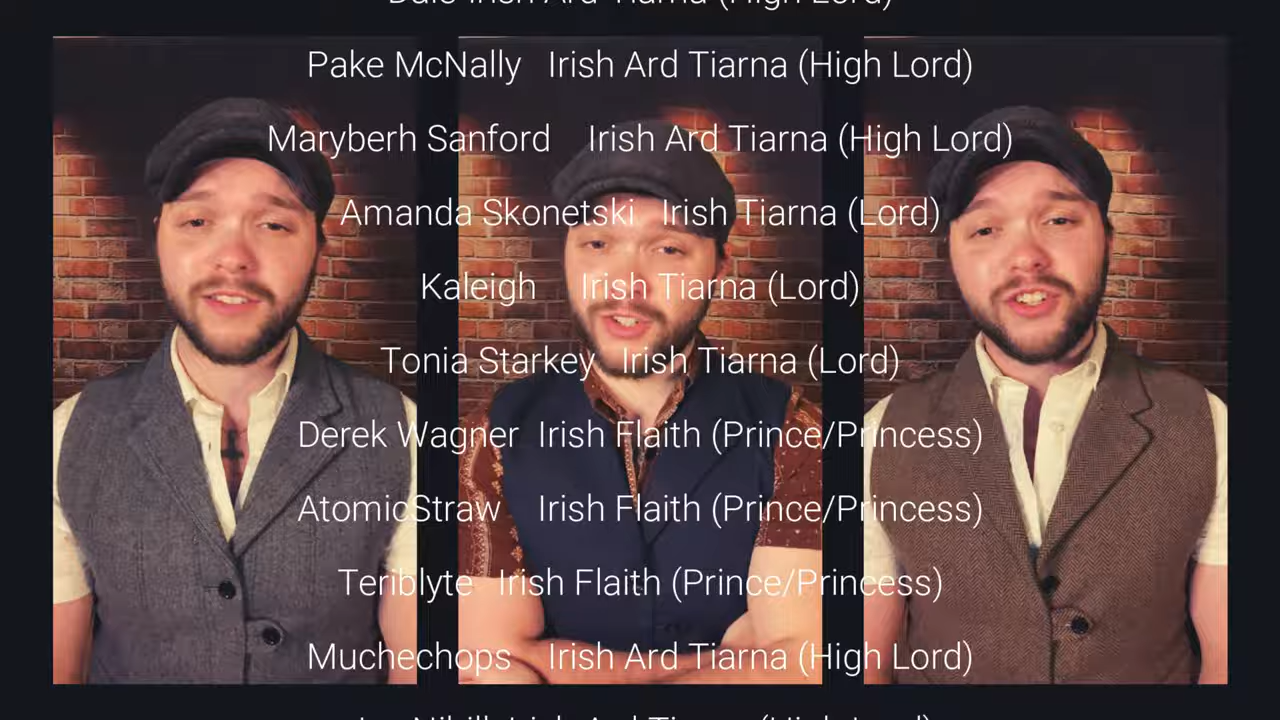 Pake McNally Irish Ard Tiarna (High Lord)
Maryberh Sanford Irish Ard Tiarna (High Lord)
Amanda Skonetski Irish Tiarna (Lord)
Kaleigh Irish Tiarna (Lord)
Tonia Starkey Irish Tiarna (Lord)
Derek Wagner Irish Flaith (Prince/Princess)
AtomicStraw Irish Flaith (Prince/Princess)
Teriblyte Irish Flaith (Prince/Princess)
Muchechops Irish Ard Tiarna (High Lord)